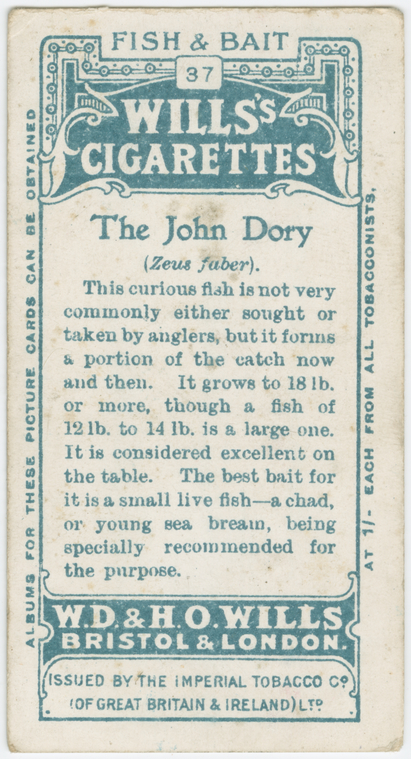 FISH & BAIT
37
WILLS'S
CIGARETTES
The John Dory
(Zeus faber).
This curious fish is not very
commonly either sought or
taken by anglers, but it forms
a portion of the catch now
and then. It grows to 18 lb.
or more, though a fish of
12 lb. to 14 lb. is a large one.
It is considered excellent on
the table. The best bait for
it is a small live fish—a chad,
or young sea bream, being
specially recommended for
the purpose.
W.D. & H.O. WILLS
BRISTOL & LONDON.
ISSUED BY THE IMPERIAL TOBACCO Co.
(OF GREAT BRITAIN & IRELAND) LTD.
ALBUMS FOR THESE PICTURE CARDS CAN BE OBTAINED
AT 1/- EACH FROM ALL TOBACCONISTS.